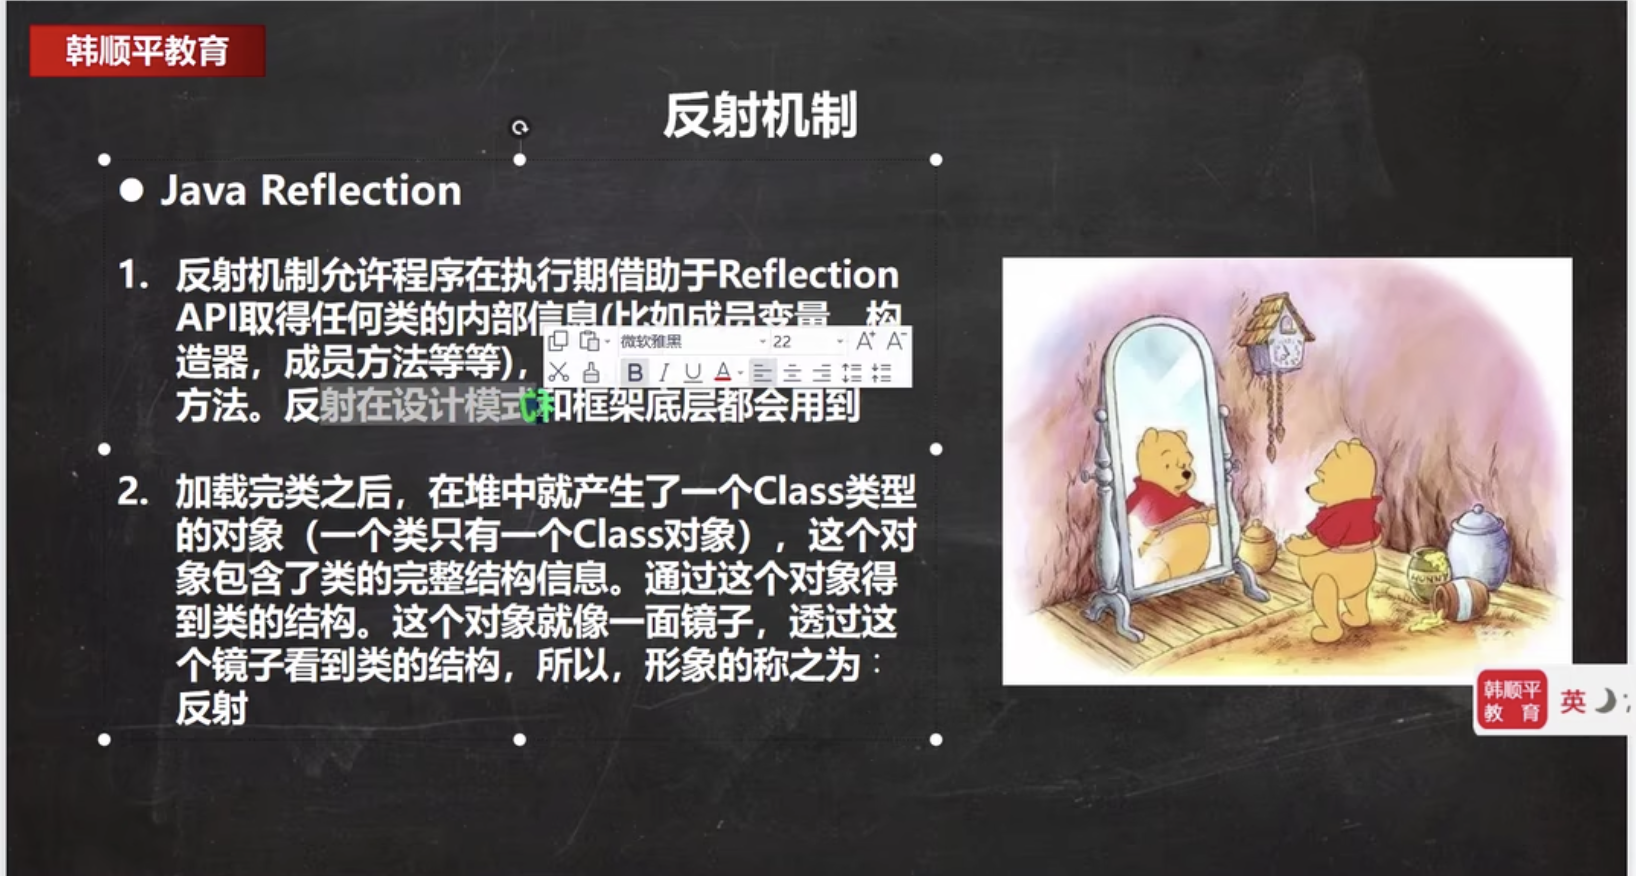 韩顺平教育
反射机制
● Java Reflection
1. 反射机制允许程序在执行期借助于Reflection
API取得任何类的内部信息(比如成员变量，构
造器，成员方法等等)，
方法。反射在设计模式和框架底层都会用到
微软雅黑 22
B I U A
2. 加载完类之后，在堆中就产生了一个Class类型
的对象（一个类只有一个Class对象），这个对
象包含了类的完整结构信息。通过这个对象得
到类的结构。这个对象就像一面镜子，透过这
个镜子看到类的结构，所以，形象的称之为：
反射
HUNNY
韩顺平
教 育
英